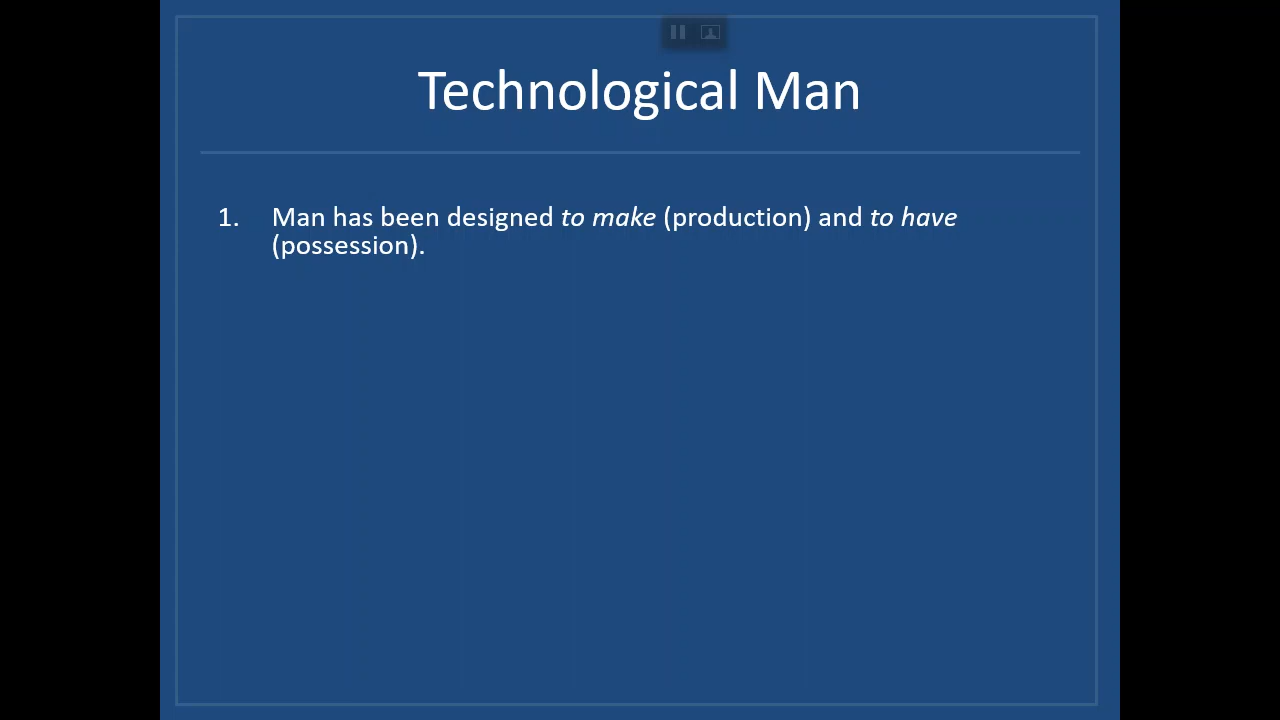 Technological Man
1. Man has been designed to make (production) and to have
(possession).